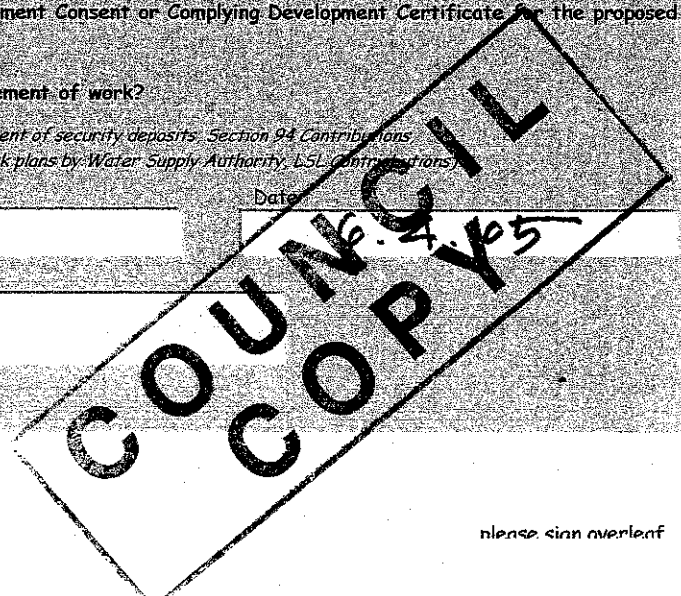 ment Consent or Complying Development Certificate for the proposed
ement of work?
ent of security deposits, Section 94 Contributions
k plans by Water Supply Authority, LSL Contributions)
Date
6.4.05
COUNCIL
COPY
please sign overleaf